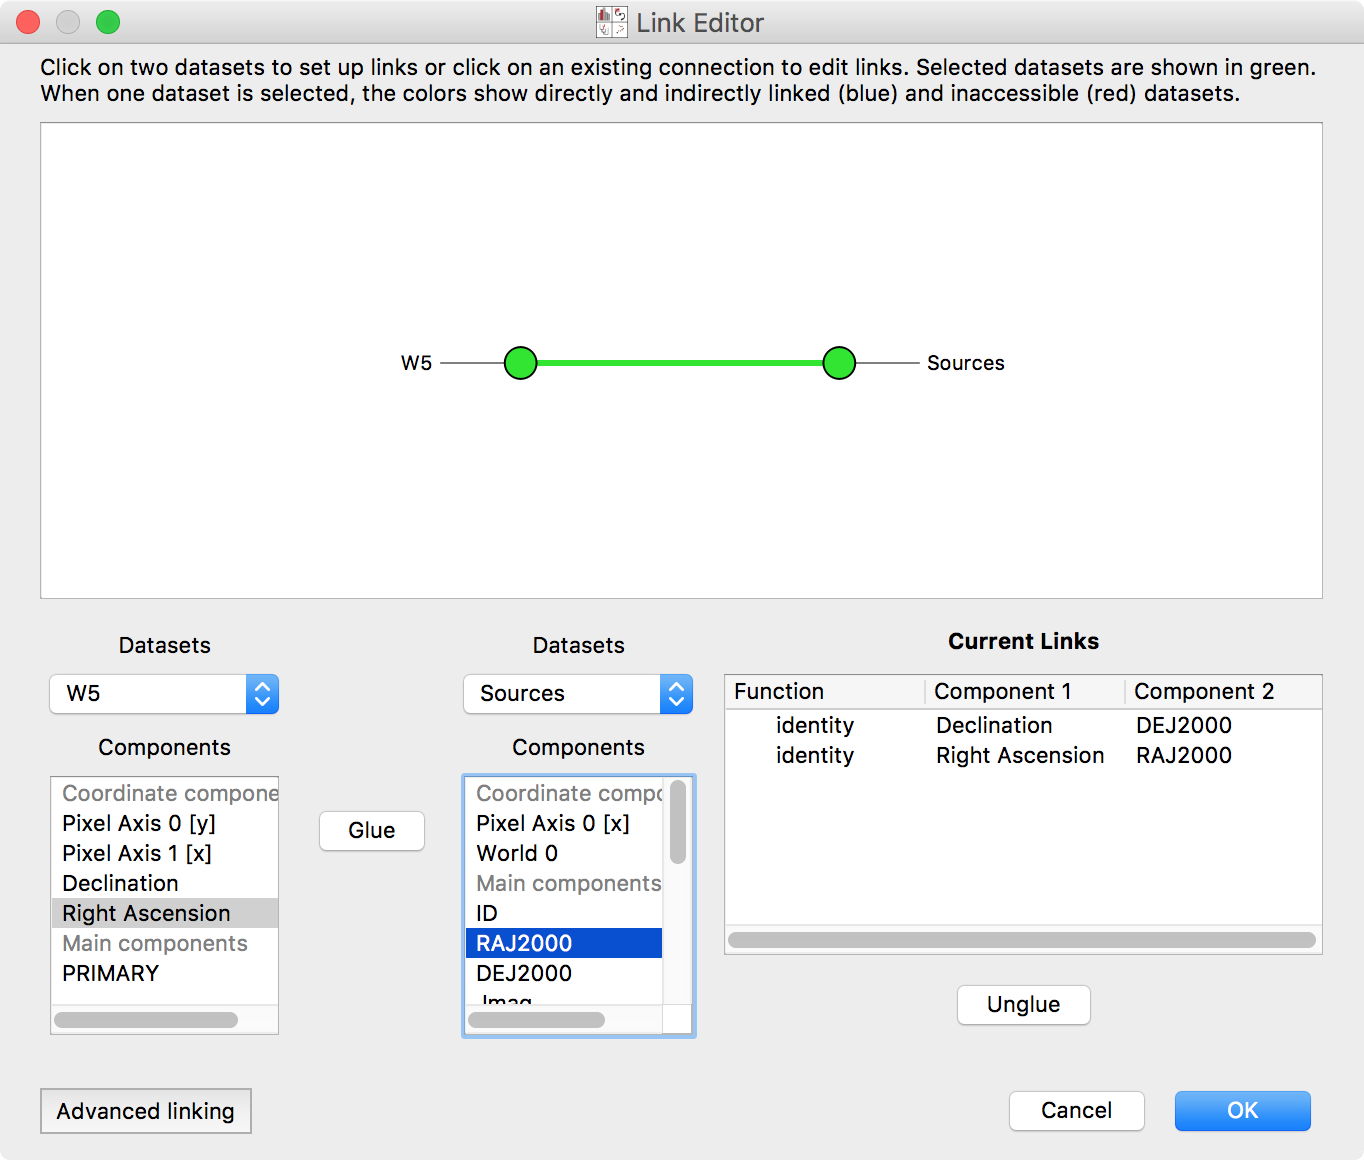 Link Editor
Click on two datasets to set up links or click on an existing connection to edit links. Selected datasets are shown in green.
When one dataset is selected, the colors show directly and indirectly linked (blue) and inaccessible (red) datasets.
W5
Sources
Datasets
W5
Components
Coordinate compone
Pixel Axis 0 [y]
Pixel Axis 1 [x]
Declination
Right Ascension
Main components
PRIMARY
Glue
Datasets
Sources
Components
Coordinate compo
Pixel Axis 0 [x]
World 0
Main components
ID
RAJ2000
DEJ2000
Current Links
Function Component 1 Component 2
identity Declination DEJ2000
identity Right Ascension RAJ2000
Unglue
Advanced linking
Cancel
OK